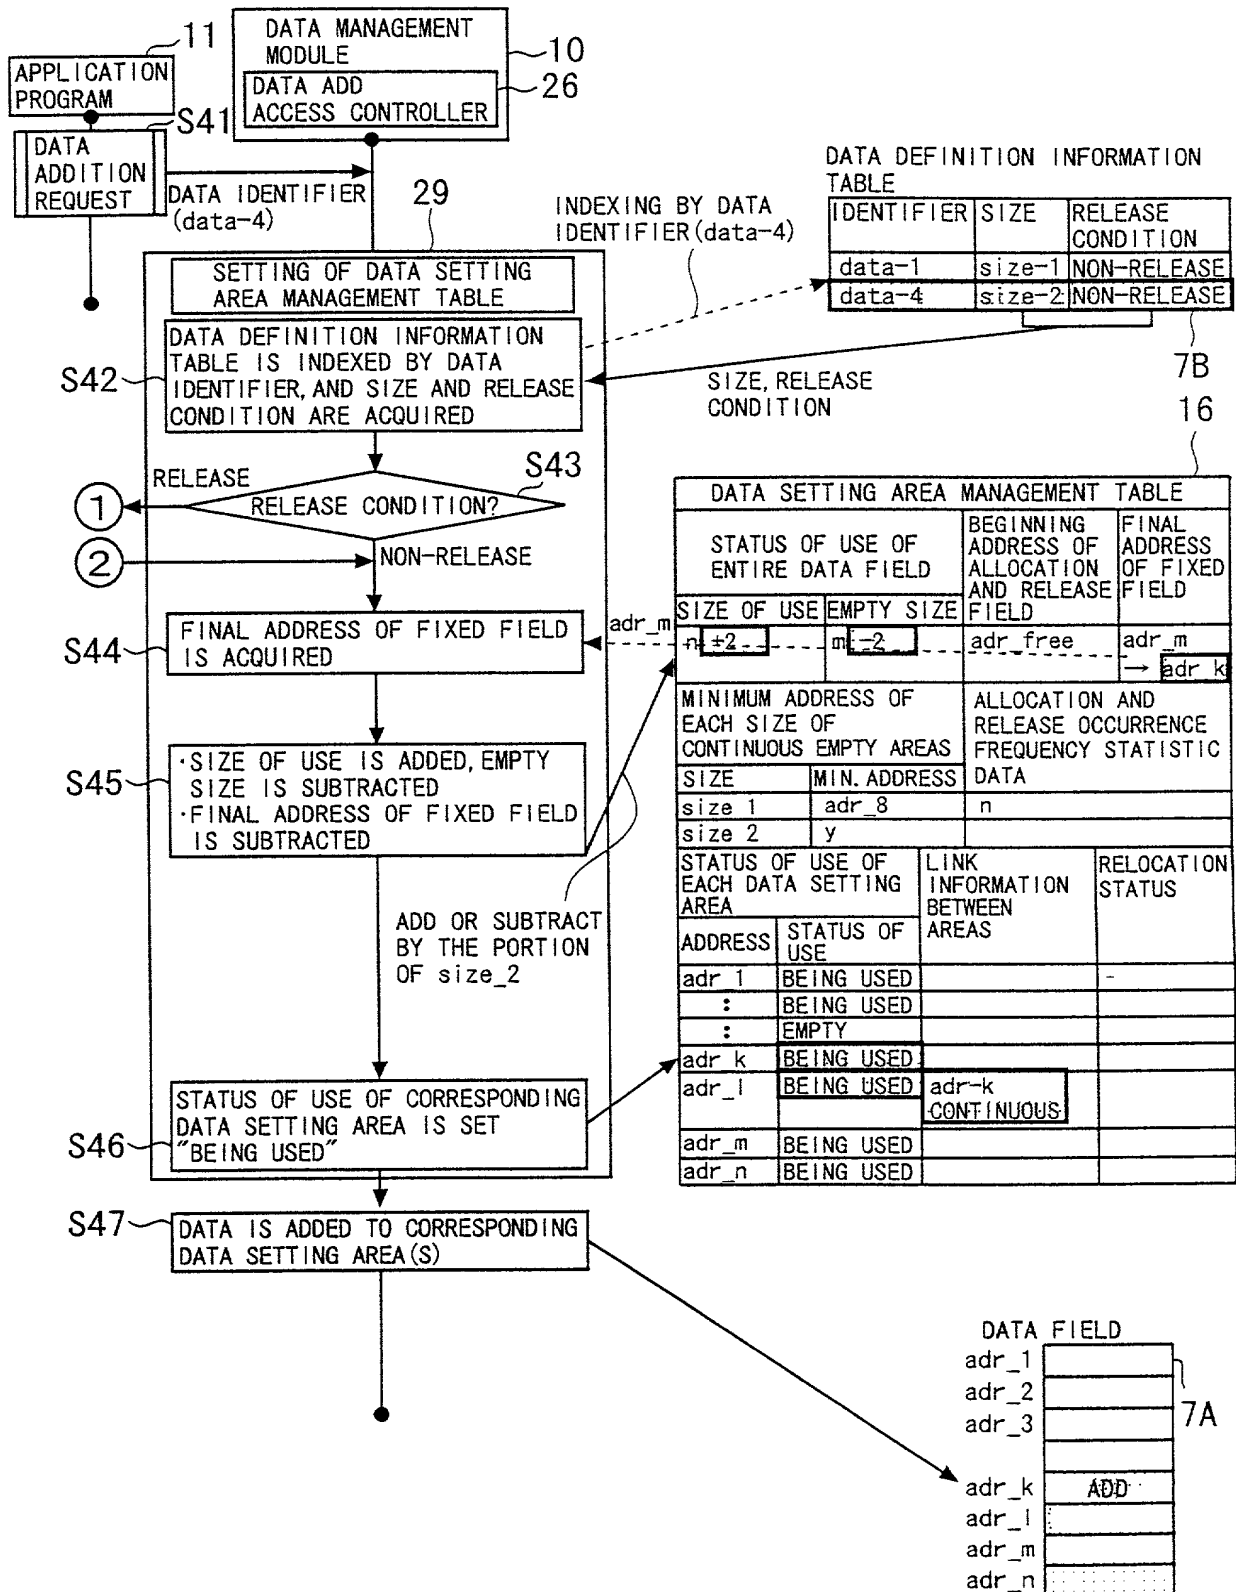 11
APPLICATION
PROGRAM
DATA MANAGEMENT
MODULE
10
DATA ADD
ACCESS CONTROLLER
26
S41
DATA
ADDITION
REQUEST
DATA IDENTIFIER
(data-4)
29
INDEXING BY DATA
IDENTIFIER(data-4)
DATA DEFINITION INFORMATION
TABLE
IDENTIFIER SIZE RELEASE
CONDITION
data-1 size-1 NON-RELEASE
data-4 size-2 NON-RELEASE
7B
SETTING OF DATA SETTING
AREA MANAGEMENT TABLE
S42
DATA DEFINITION INFORMATION
TABLE IS INDEXED BY DATA
IDENTIFIER, AND SIZE AND RELEASE
CONDITION ARE ACQUIRED
SIZE, RELEASE
CONDITION
16
S43
RELEASE
RELEASE CONDITION?
1
2
NON-RELEASE
S44
FINAL ADDRESS OF FIXED FIELD
IS ACQUIRED
adr_m
S45
·SIZE OF USE IS ADDED, EMPTY
SIZE IS SUBTRACTED
·FINAL ADDRESS OF FIXED FIELD
IS SUBTRACTED
ADD OR SUBTRACT
BY THE PORTION
OF size_2
S46
STATUS OF USE OF CORRESPONDING
DATA SETTING AREA IS SET
"BEING USED"
S47
DATA IS ADDED TO CORRESPONDING
DATA SETTING AREA(S)
DATA SETTING AREA MANAGEMENT TABLE
STATUS OF USE OF
ENTIRE DATA FIELD
BEGINNING
ADDRESS OF
ALLOCATION
AND RELEASE
FIELD
FINAL
ADDRESS
OF FIXED
FIELD
SIZE OF USE EMPTY SIZE
n +2 m -2 adr_free adr_m
→ adr_k
MINIMUM ADDRESS OF
EACH SIZE OF
CONTINUOUS EMPTY AREAS
ALLOCATION AND
RELEASE OCCURRENCE
FREQUENCY STATISTIC
DATA
SIZE MIN. ADDRESS
size 1 adr_8 n
size 2 y
STATUS OF USE OF
EACH DATA SETTING
AREA
LINK
INFORMATION
BETWEEN
AREAS
RELOCATION
STATUS
ADDRESS STATUS OF
USE
adr_1 BEING USED -
: BEING USED
: EMPTY
adr_k BEING USED
adr_l BEING USED adr-k
CONTINUOUS
adr_m BEING USED
adr_n BEING USED
DATA FIELD
adr_1
adr_2
adr_3
7A
adr_k ADD
adr_l
adr_m
adr_n